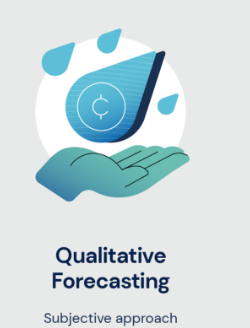 ¢
Qualitative
Forecasting
Subjective approach